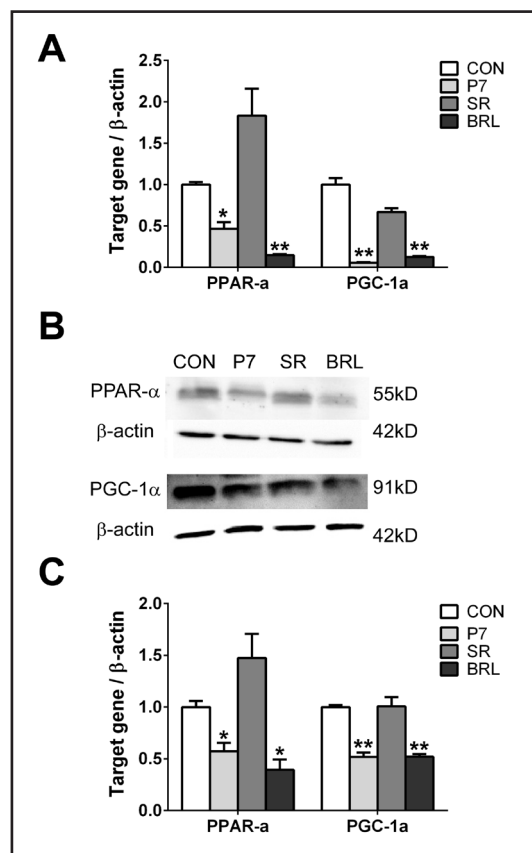 A
Target gene / β-actin
2.5
2.0
1.5
1.0
0.5
0.0
*
**
**
**
PPAR-a
PGC-1a
CON
P7
SR
BRL
B
CON P7 SR BRL
PPAR-α 55kD
β-actin 42kD
PGC-1α 91kD
β-actin 42kD
C
Target gene / β-actin
2.0
1.5
1.0
0.5
0.0
*
*
**
**
PPAR-a
PGC-1a
CON
P7
SR
BRL